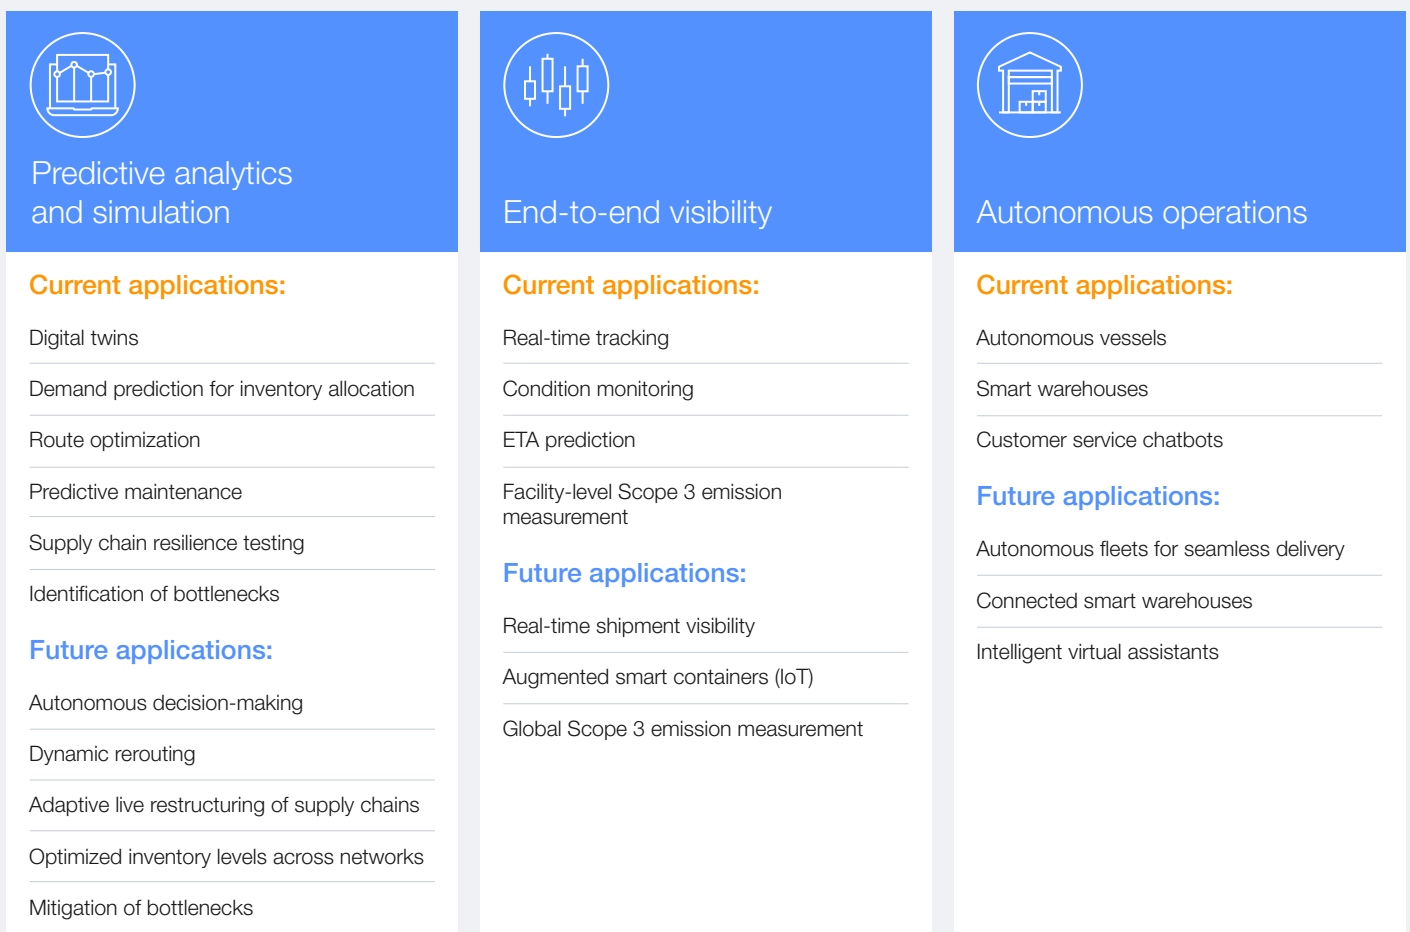 Predictive analytics
and simulation
Current applications:
Digital twins
Demand prediction for inventory allocation
Route optimization
Predictive maintenance
Supply chain resilience testing
Identification of bottlenecks
Future applications:
Autonomous decision-making
Dynamic rerouting
Adaptive live restructuring of supply chains
Optimized inventory levels across networks
Mitigation of bottlenecks
End-to-end visibility
Current applications:
Real-time tracking
Condition monitoring
ETA prediction
Facility-level Scope 3 emission
measurement
Future applications:
Real-time shipment visibility
Augmented smart containers (IoT)
Global Scope 3 emission measurement
Autonomous operations
Current applications:
Autonomous vessels
Smart warehouses
Customer service chatbots
Future applications:
Autonomous fleets for seamless delivery
Connected smart warehouses
Intelligent virtual assistants